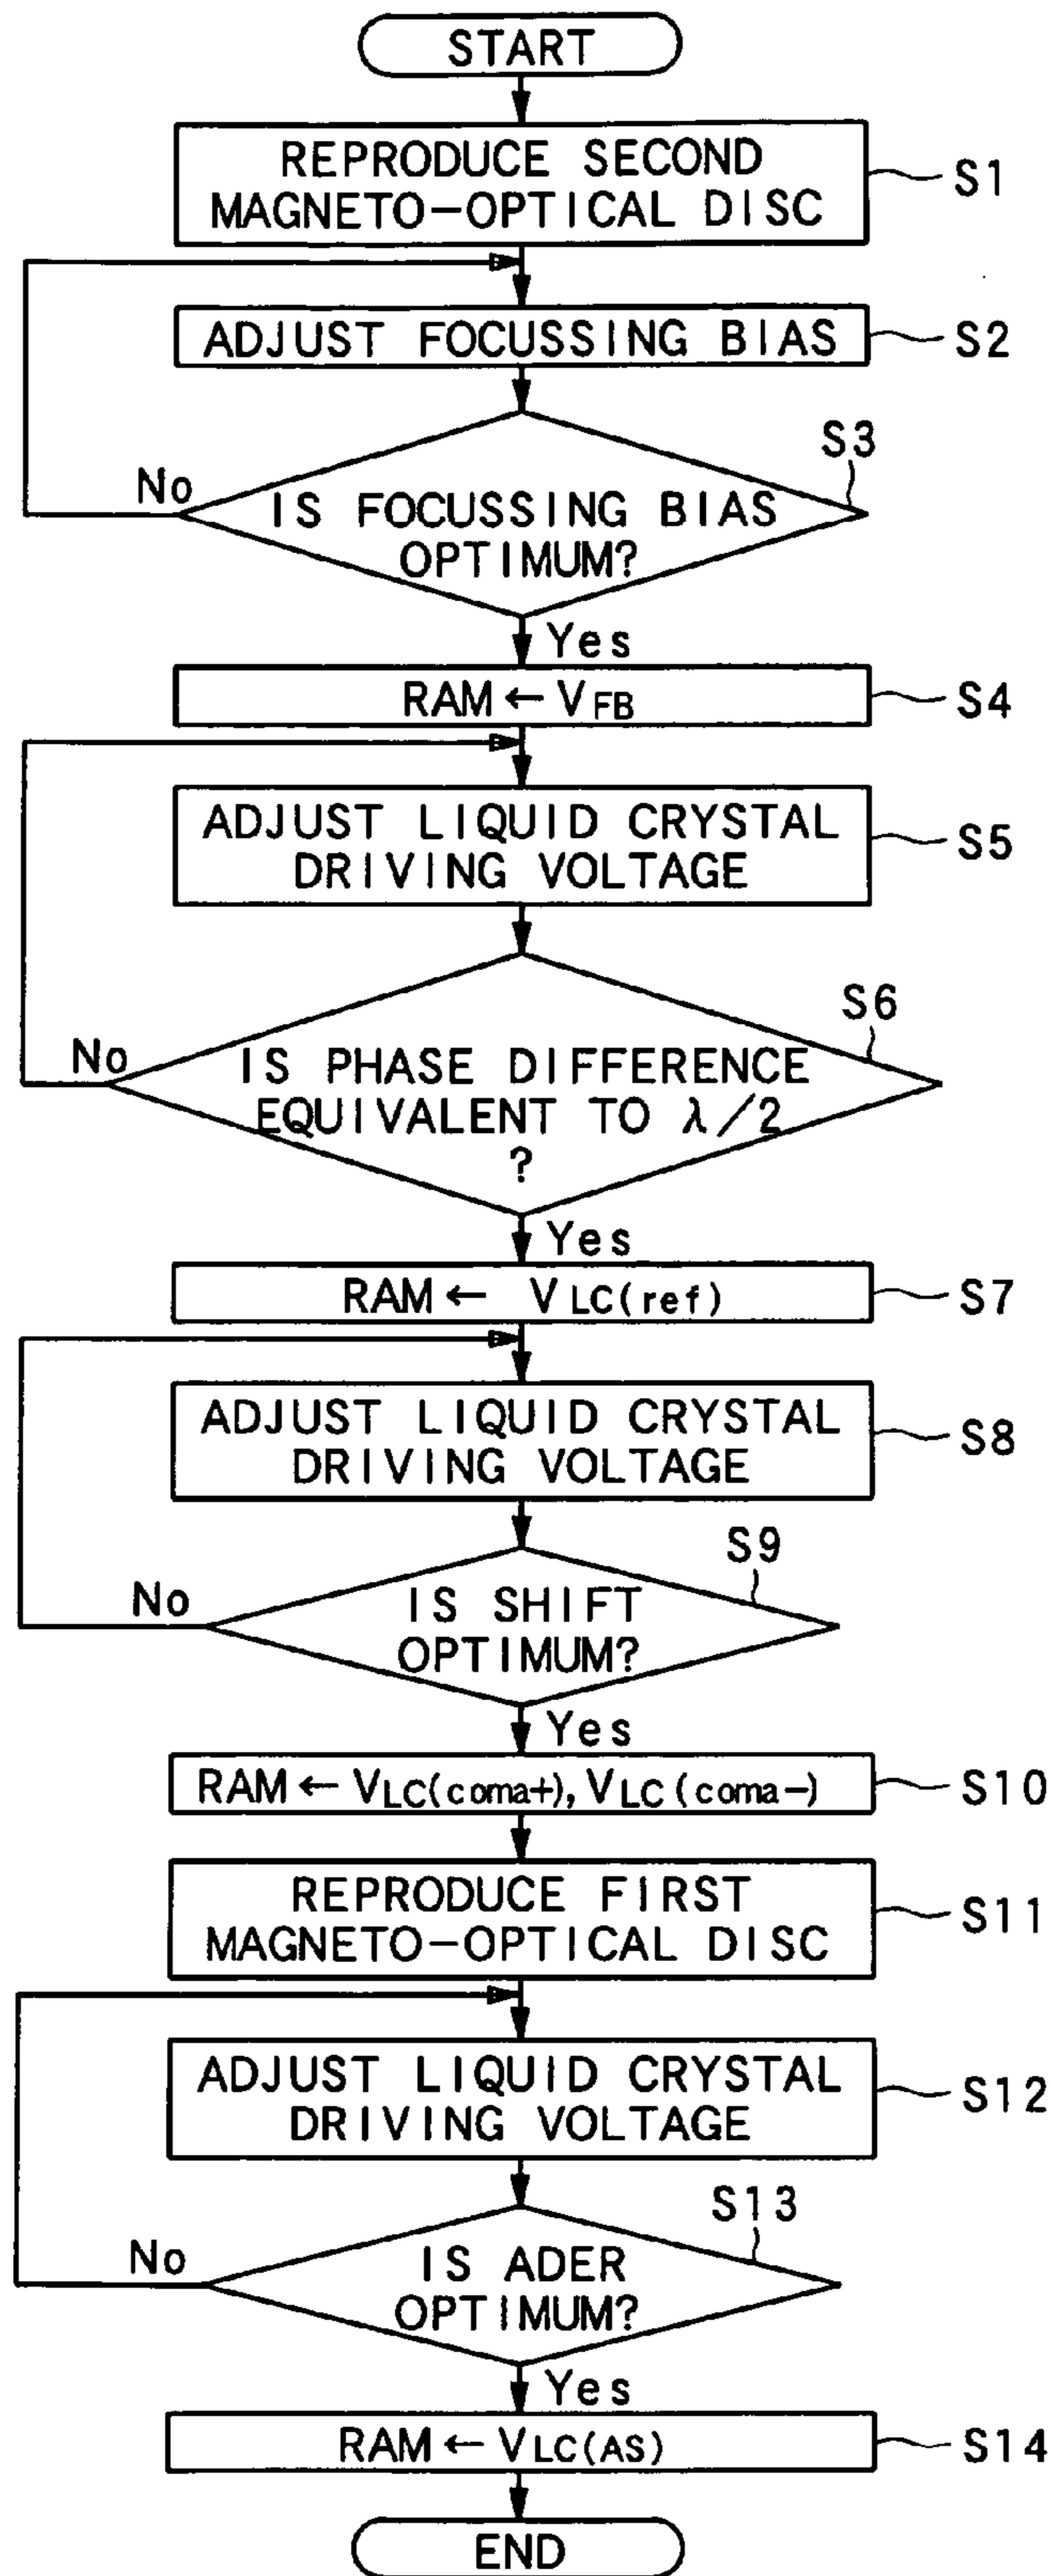 START
REPRODUCE SECOND
MAGNETO-OPTICAL DISC
S1
ADJUST FOCUSSING BIAS
S2
S3
No
IS FOCUSSING BIAS
OPTIMUM?
Yes
RAM ← VFB
S4
ADJUST LIQUID CRYSTAL
DRIVING VOLTAGE
S5
S6
No
IS PHASE DIFFERENCE
EQUIVALENT TO λ/2
?
Yes
RAM ← VLC(ref)
S7
ADJUST LIQUID CRYSTAL
DRIVING VOLTAGE
S8
S9
No
IS SHIFT
OPTIMUM?
Yes
RAM ← VLC(coma+), VLC(coma-)
S10
REPRODUCE FIRST
MAGNETO-OPTICAL DISC
S11
ADJUST LIQUID CRYSTAL
DRIVING VOLTAGE
S12
S13
No
IS ADER
OPTIMUM?
Yes
RAM ← VLC(AS)
S14
END